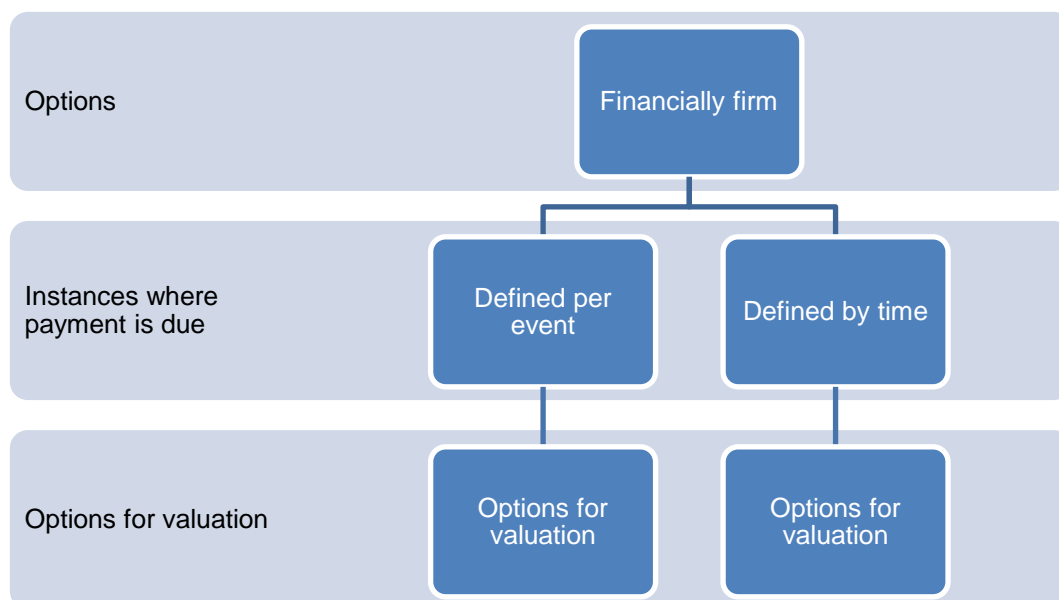 Options
Financially firm
Instances where
payment is due
Defined per
event
Defined by time
Options for valuation
Options for
valuation
Options for
valuation